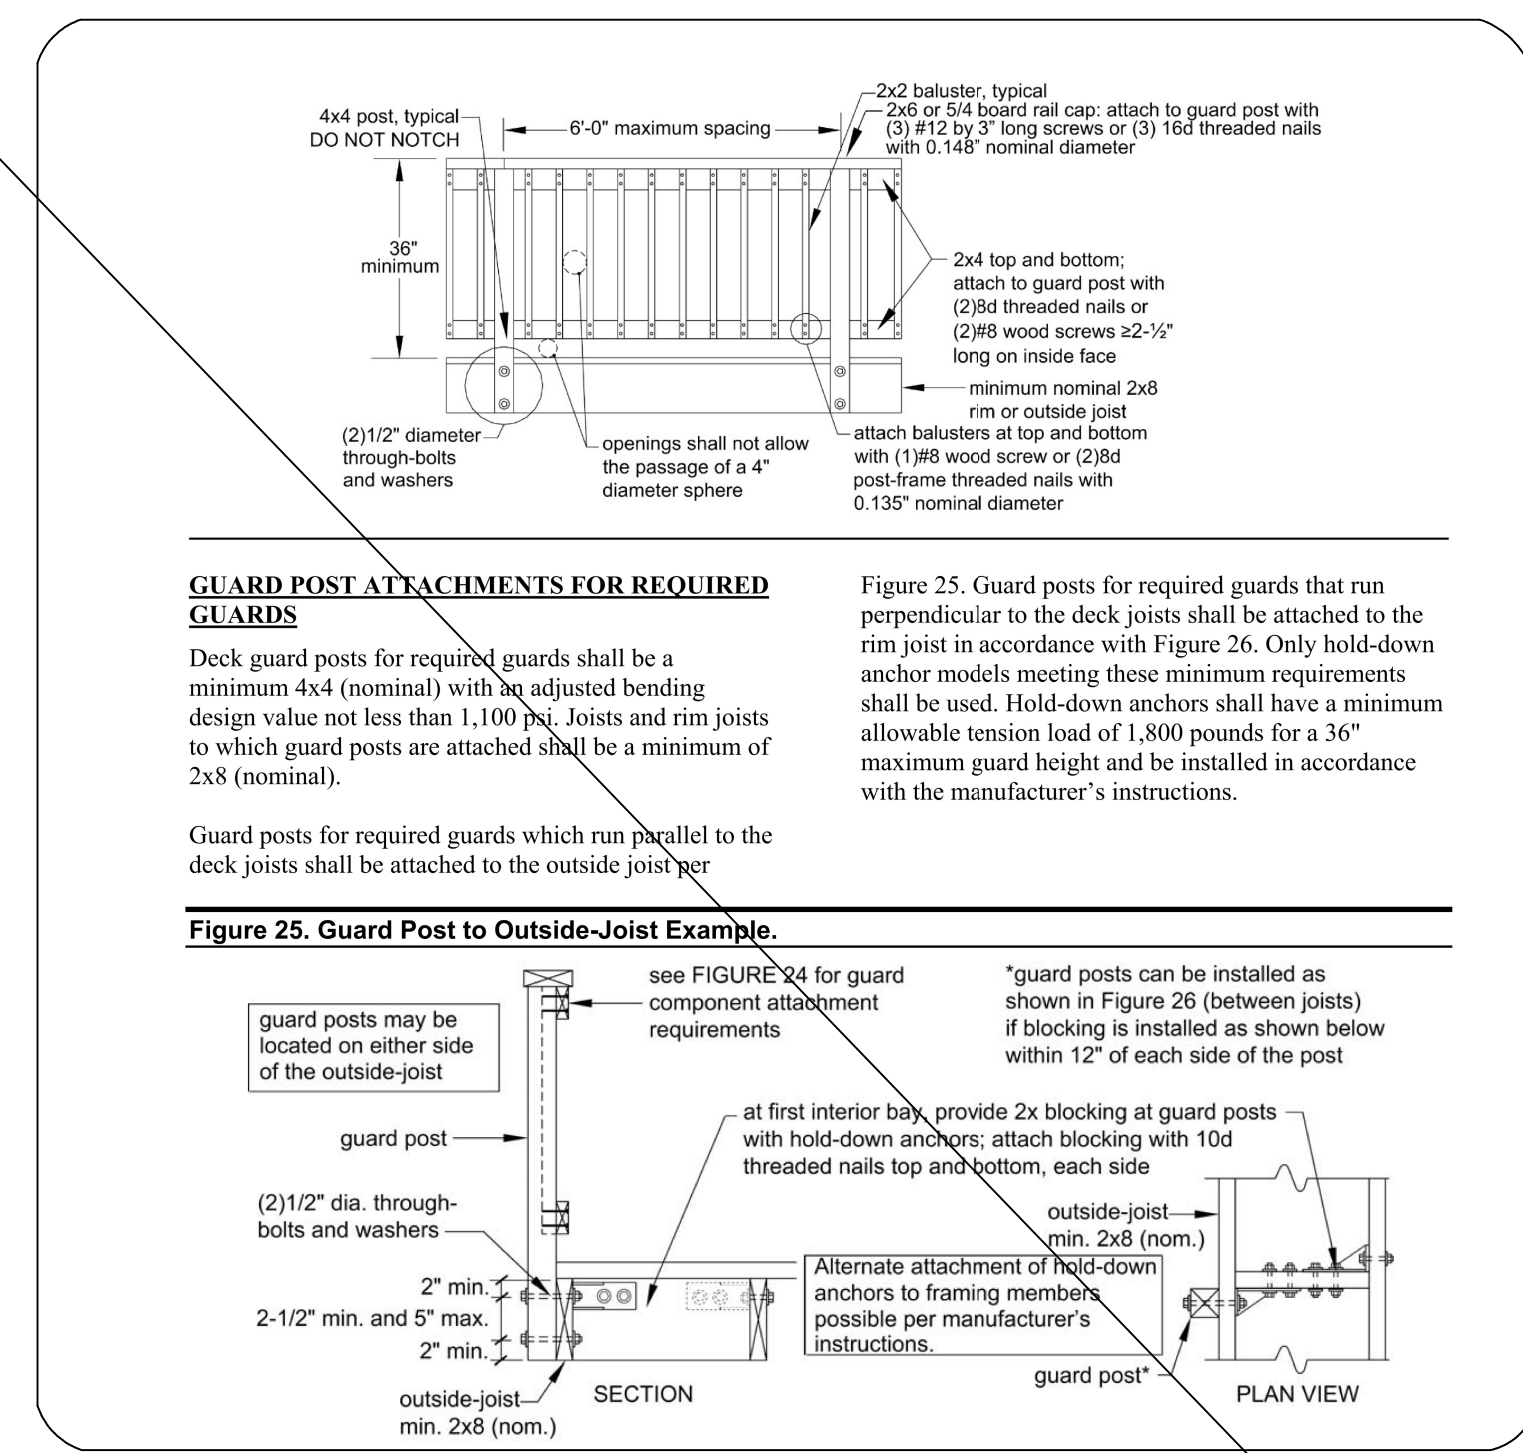 2x2 baluster, typical
2x6 or 5/4 board rail cap: attach to guard post with
(3) #12 by 3” long screws or (3) 16d threaded nails
with 0.148” nominal diameter
4x4 post, typical
DO NOT NOTCH
6'-0" maximum spacing
36"
minimum
2x4 top and bottom;
attach to guard post with
(2)8d threaded nails or
(2)#8 wood screws ≥2-½"
long on inside face
minimum nominal 2x8
rim or outside joist
(2)1/2" diameter
through-bolts
and washers
openings shall not allow
the passage of a 4"
diameter sphere
attach balusters at top and bottom
with (1)#8 wood screw or (2)8d
post-frame threaded nails with
0.135" nominal diameter
GUARD POST ATTACHMENTS FOR REQUIRED
GUARDS
Deck guard posts for required guards shall be a
minimum 4x4 (nominal) with an adjusted bending
design value not less than 1,100 psi. Joists and rim joists
to which guard posts are attached shall be a minimum of
2x8 (nominal).
Guard posts for required guards which run parallel to the
deck joists shall be attached to the outside joist per
Figure 25. Guard posts for required guards that run
perpendicular to the deck joists shall be attached to the
rim joist in accordance with Figure 26. Only hold-down
anchor models meeting these minimum requirements
shall be used. Hold-down anchors shall have a minimum
allowable tension load of 1,800 pounds for a 36"
maximum guard height and be installed in accordance
with the manufacturer’s instructions.
Figure 25. Guard Post to Outside-Joist Example.
guard posts may be
located on either side
of the outside-joist
see FIGURE 24 for guard
component attachment
requirements
*guard posts can be installed as
shown in Figure 26 (between joists)
if blocking is installed as shown below
within 12" of each side of the post
guard post
at first interior bay, provide 2x blocking at guard posts
with hold-down anchors; attach blocking with 10d
threaded nails top and bottom, each side
(2)1/2" dia. through-
bolts and washers
outside-joist
min. 2x8 (nom.)
2" min.
2-1/2" min. and 5" max.
2" min.
Alternate attachment of hold-down
anchors to framing members
possible per manufacturer’s
instructions.
outside-joist
min. 2x8 (nom.)
SECTION
guard post*
PLAN VIEW